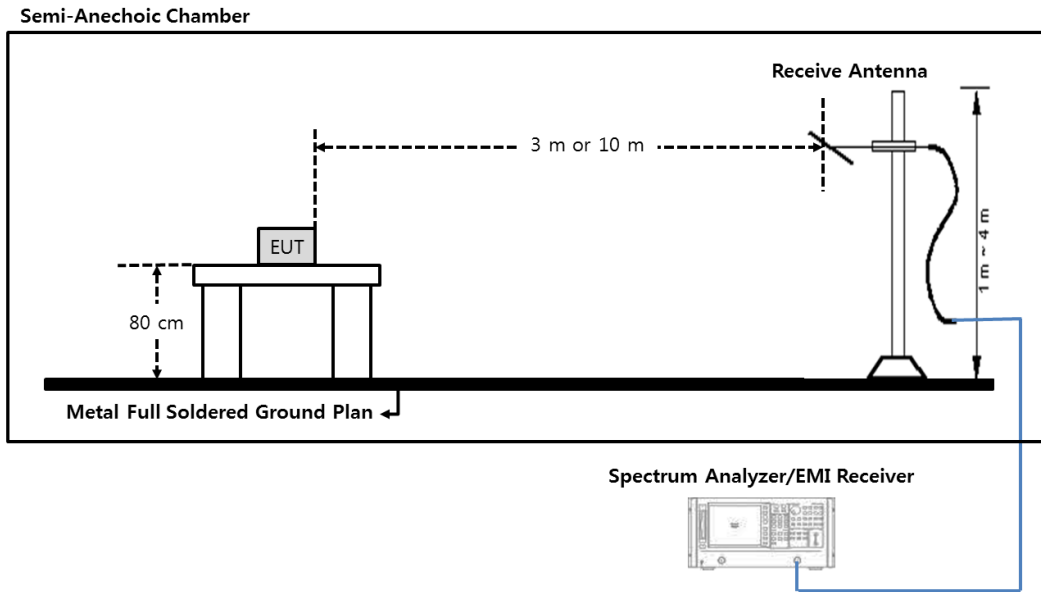 Semi-Anechoic Chamber
Receive Antenna
3 m or 10 m
EUT
1 m ~ 4 m
80 cm
Metal Full Soldered Ground Plan
Spectrum Analyzer/EMI Receiver